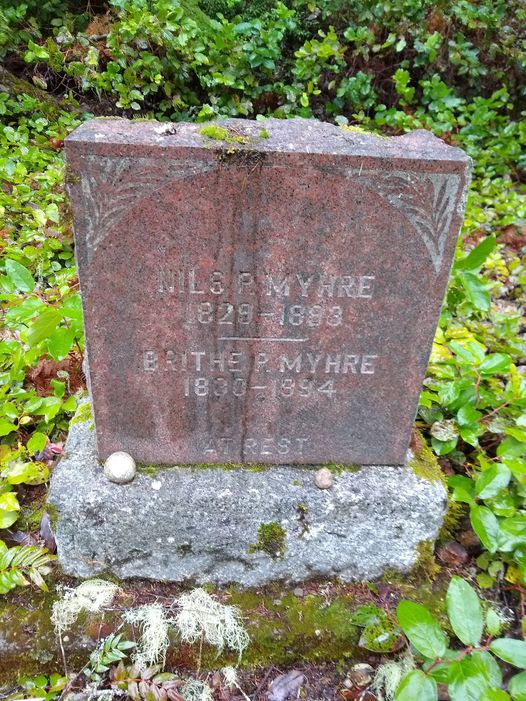 NILS P. MYHRE
1829-1893
BRITHE P. MYHRE
1830-1894
AT REST